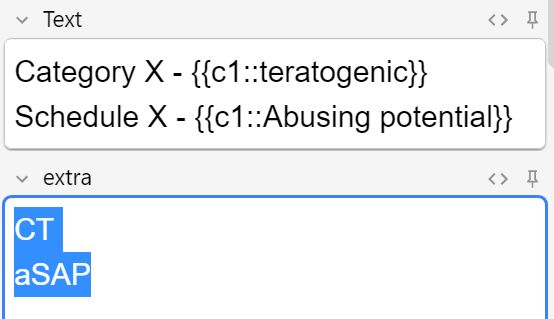 Text
Category X - {{c1::teratogenic}}
Schedule X - {{c1::Abusing potential}}
extra
CT
aSAP